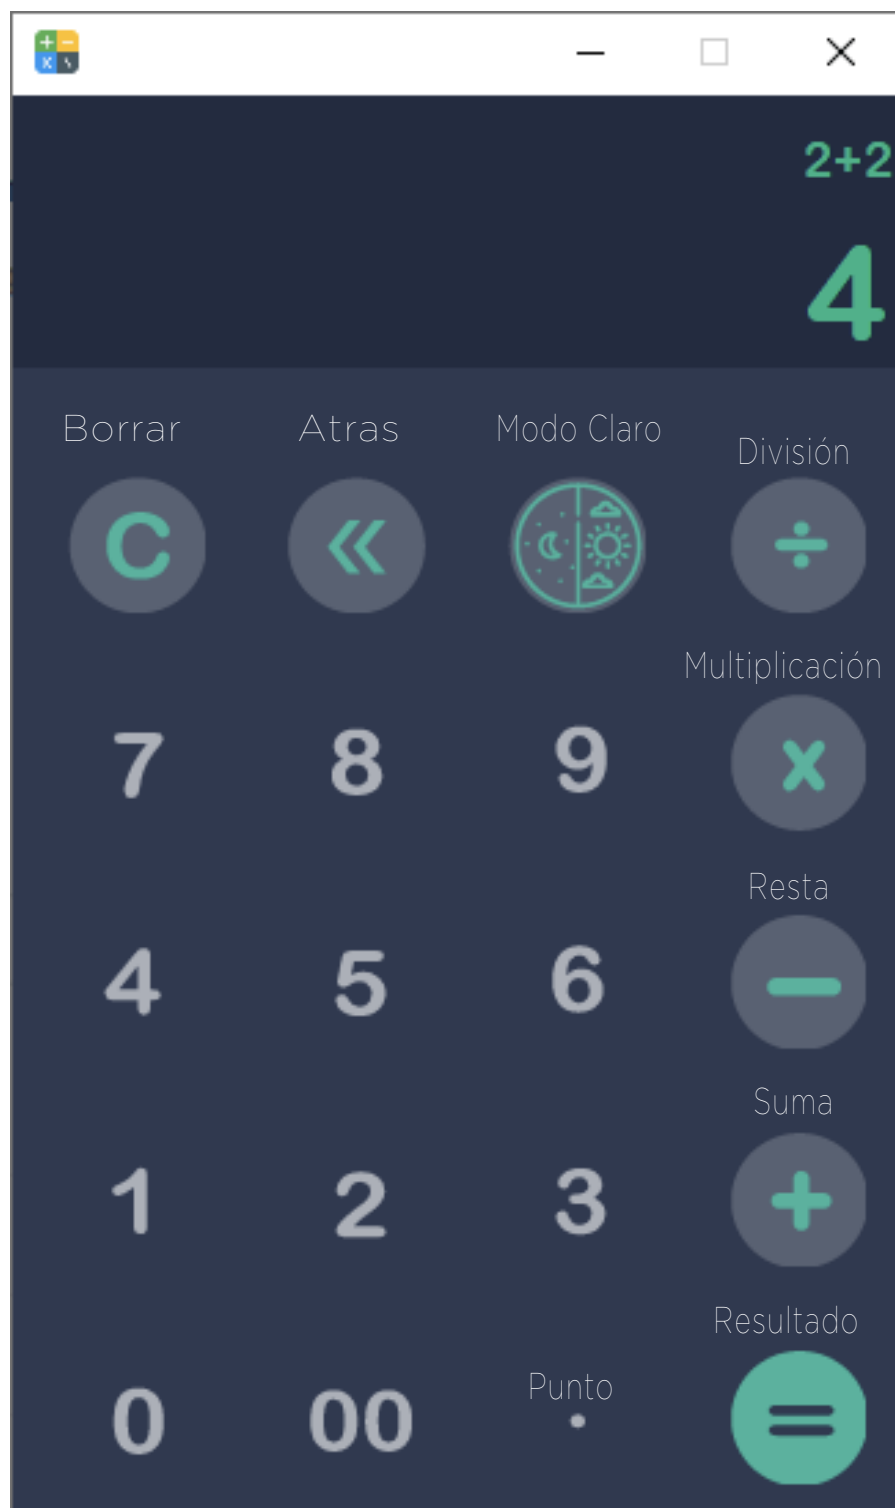 2+2
4
Borrar Atras Modo Claro División
C « ÷
Multiplicación
7 8 9 x
Resta
4 5 6 −
Suma
1 2 3 +
Resultado
Punto
0 00 . =